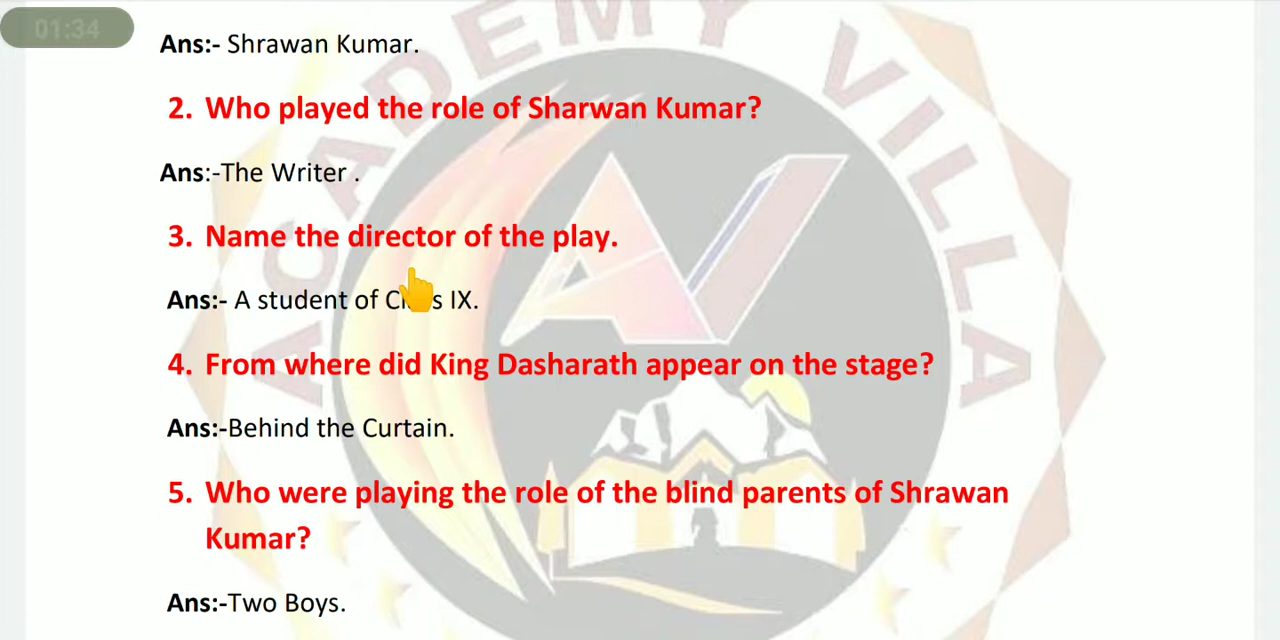 01:34
Ans:- Shrawan Kumar.
2. Who played the role of Sharwan Kumar?
Ans:-The Writer .
3. Name the director of the play.
Ans:- A student of Class IX.
4. From where did King Dasharath appear on the stage?
Ans:-Behind the Curtain.
5. Who were playing the role of the blind parents of Shrawan
Kumar?
Ans:-Two Boys.
ACADEMY VILLA
AV